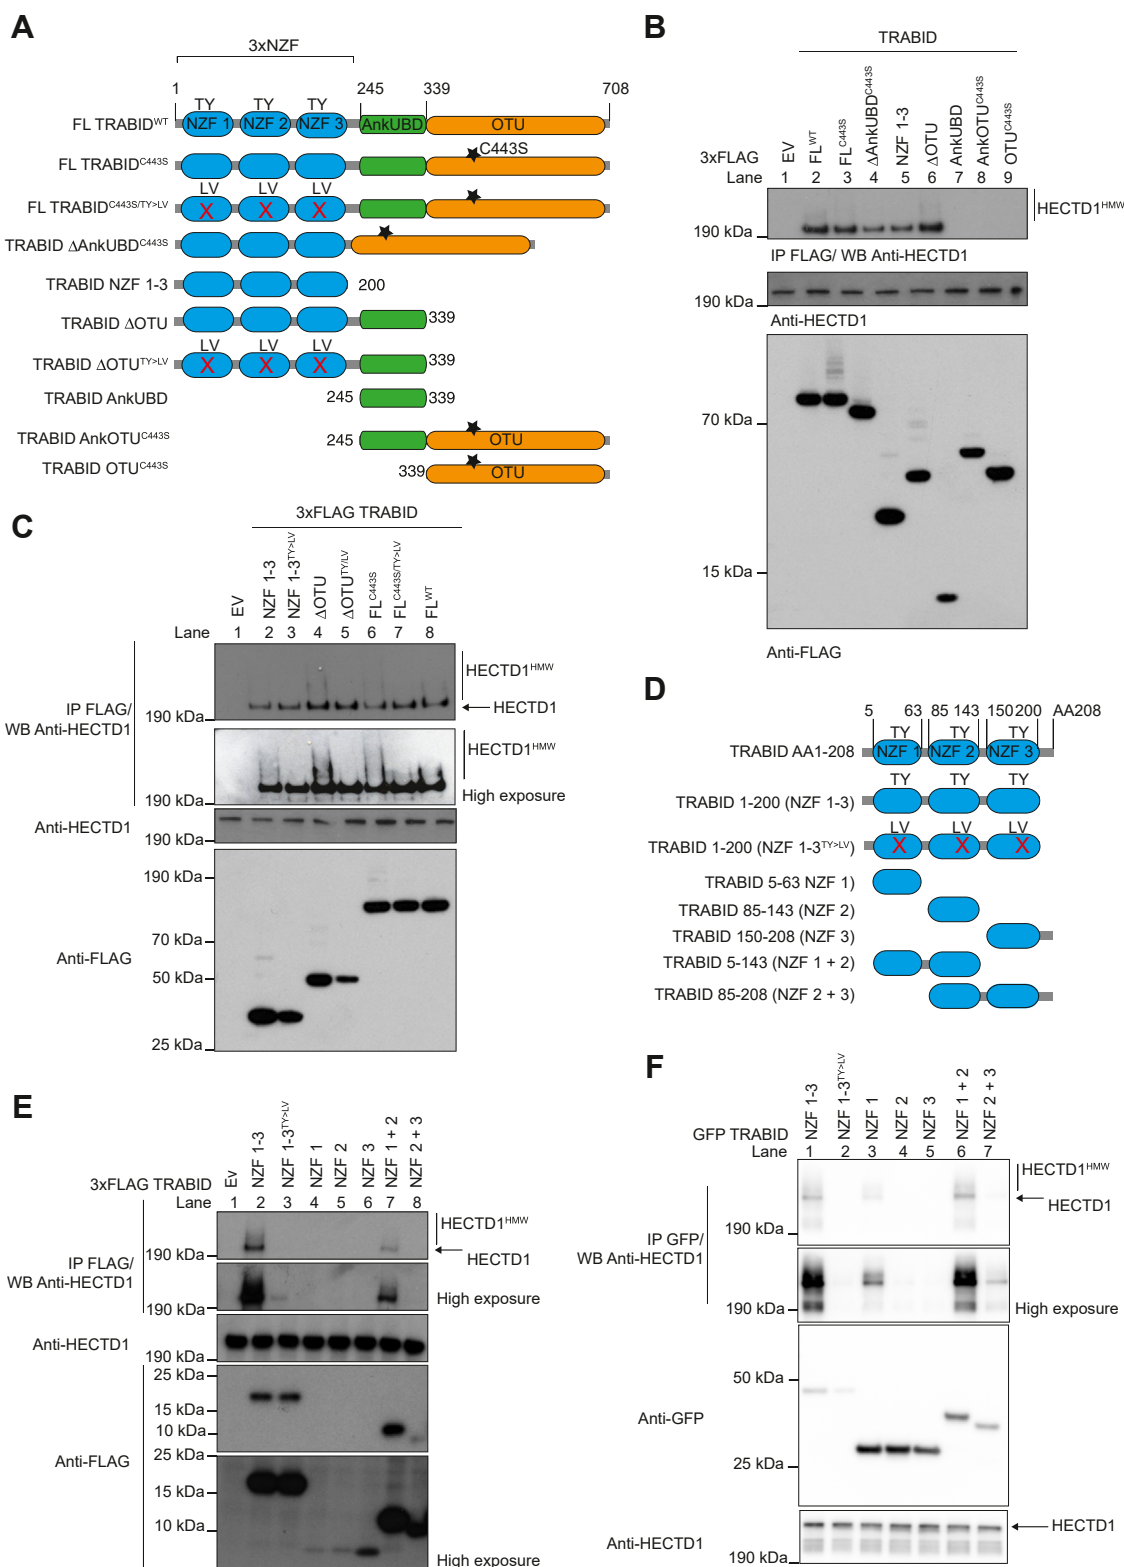 A
3xNZF
1 245 339 708
TY TY TY
FL TRABIDWT NZF 1 NZF 2 NZF 3 AnkUBD OTU
C443S
FL TRABIDC443S
LV LV LV
FL TRABIDC443S/TY>LV X X X
TRABID ΔAnkUBDC443S
TRABID NZF 1-3 200
TRABID ΔOTU 339
LV LV LV
TRABID ΔOTUTY>LV X X X 339
TRABID AnkUBD 245 339
TRABID AnkOTUC443S 245 OTU
TRABID OTUC443S 339 OTU
B
TRABID
3xFLAG EV FLWT FLC443S ΔAnkUBDC443S NZF 1-3 ΔOTU AnkUBD AnkOTUC443S OTUC443S
Lane 1 2 3 4 5 6 7 8 9
HECTD1HMW
190 kDa
IP FLAG/ WB Anti-HECTD1
190 kDa
Anti-HECTD1
70 kDa
15 kDa
Anti-FLAG
C
3xFLAG TRABID
EV NZF 1-3 NZF 1-3TY>LV ΔOTU ΔOTUTY/LV FLC443S FLC443S/TY>LV FLWT
Lane 1 2 3 4 5 6 7 8
HECTD1HMW
HECTD1
IP FLAG/
WB Anti-HECTD1
190 kDa
HECTD1HMW
190 kDa High exposure
Anti-HECTD1
190 kDa
190 kDa
70 kDa
Anti-FLAG
50 kDa
25 kDa
D
5 63 85 143 150 200 AA208
TY TY TY
TRABID AA1-208 NZF 1 NZF 2 NZF 3
TY TY TY
TRABID 1-200 (NZF 1-3)
LV LV LV
TRABID 1-200 (NZF 1-3TY>LV) X X X
TRABID 5-63 NZF 1)
TRABID 85-143 (NZF 2)
TRABID 150-208 (NZF 3)
TRABID 5-143 (NZF 1 + 2)
TRABID 85-208 (NZF 2 + 3)
E
3xFLAG TRABID Ev NZF 1-3 NZF 1-3TY>LV NZF 1 NZF 2 NZF 3 NZF 1 + 2 NZF 2 + 3
Lane 1 2 3 4 5 6 7 8
HECTD1HMW
HECTD1
IP FLAG/
WB Anti-HECTD1
190 kDa
190 kDa High exposure
Anti-HECTD1
190 kDa
25 kDa
15 kDa
10 kDa
Anti-FLAG
25 kDa
15 kDa
10 kDa
High exposure
F
GFP TRABID NZF 1-3 NZF 1-3TY>LV NZF 1 NZF 2 NZF 3 NZF 1 + 2 NZF 2 + 3
Lane 1 2 3 4 5 6 7
HECTD1HMW
HECTD1
190 kDa
IP GFP/
WB Anti-HECTD1
190 kDa High exposure
50 kDa
Anti-GFP
25 kDa
HECTD1
Anti-HECTD1
190 kDa